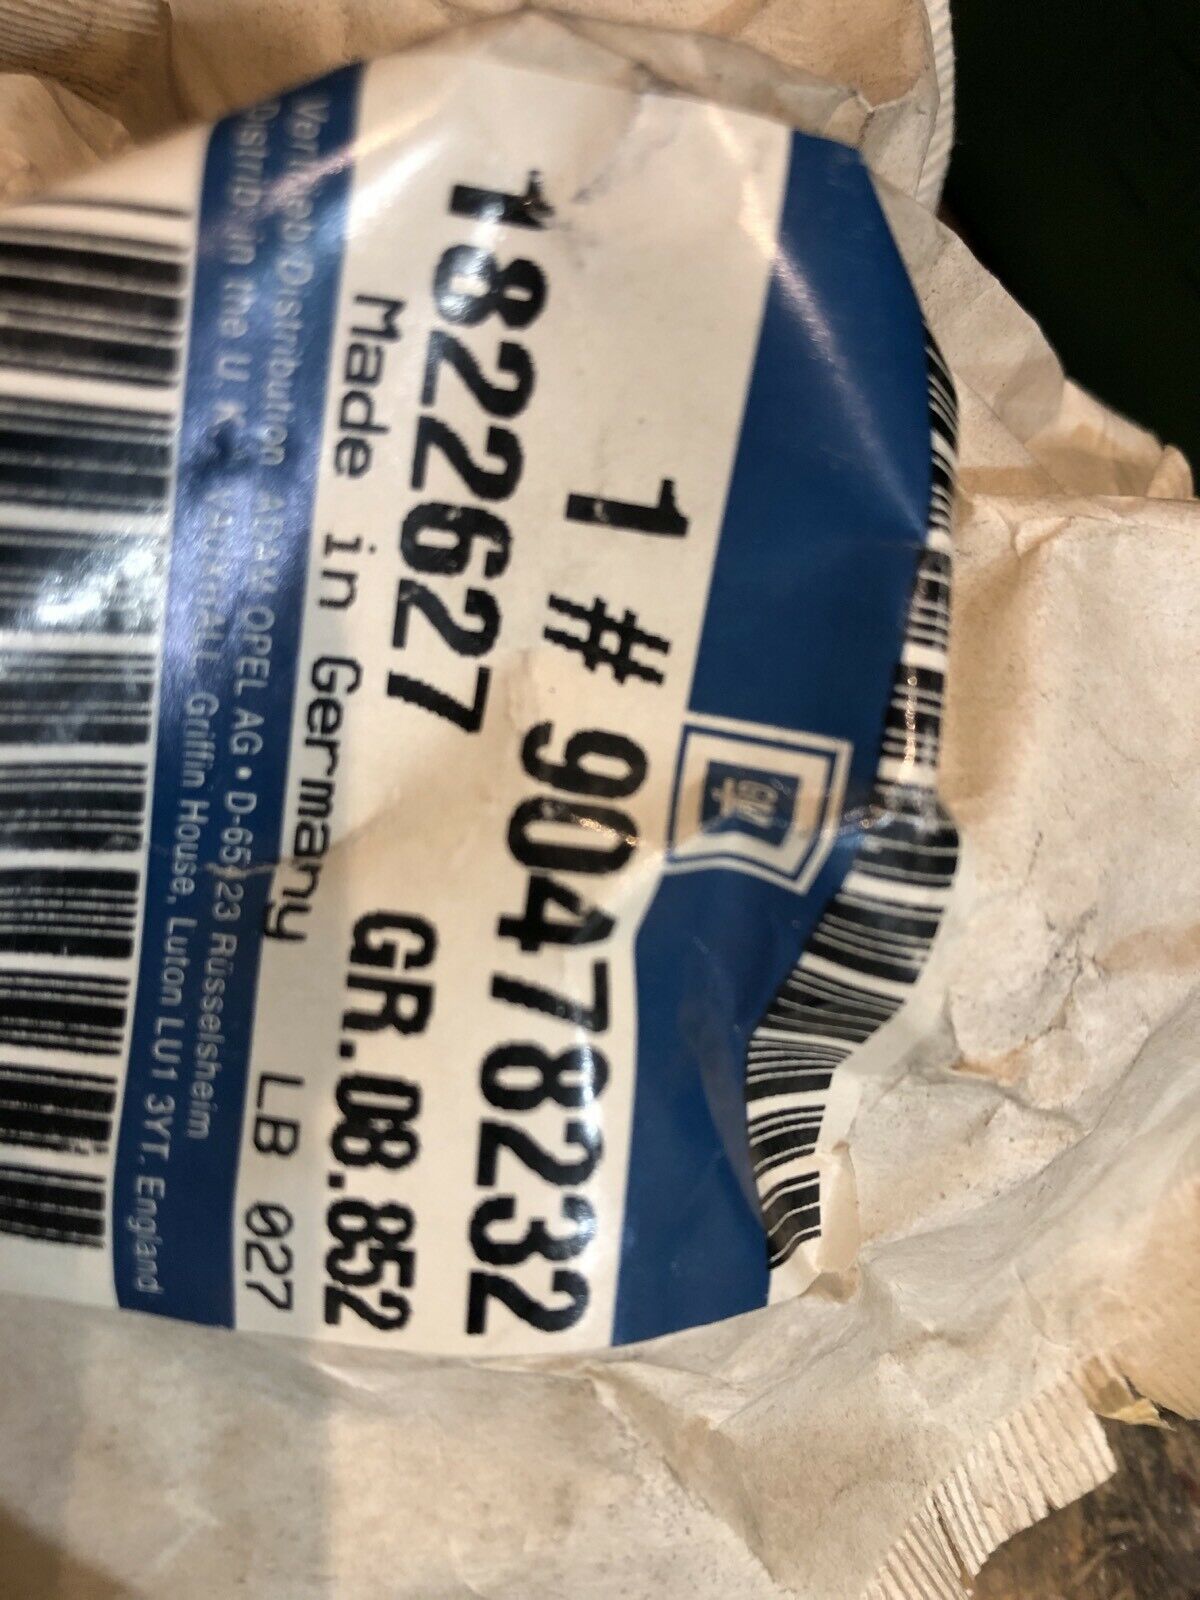 GM
1 # 90478232
1822627
GR.08.852
Made in Germany LB 027
Vertrieb·Distribution ADAM OPEL AG • D-65423 Rüsselsheim
Distrib in the U.K. VAUXHALL Griffin House, Luton LU1 3YT, England